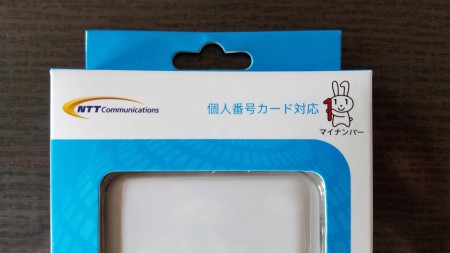 NTT Communications
個人番号カード対応
マイナンバー